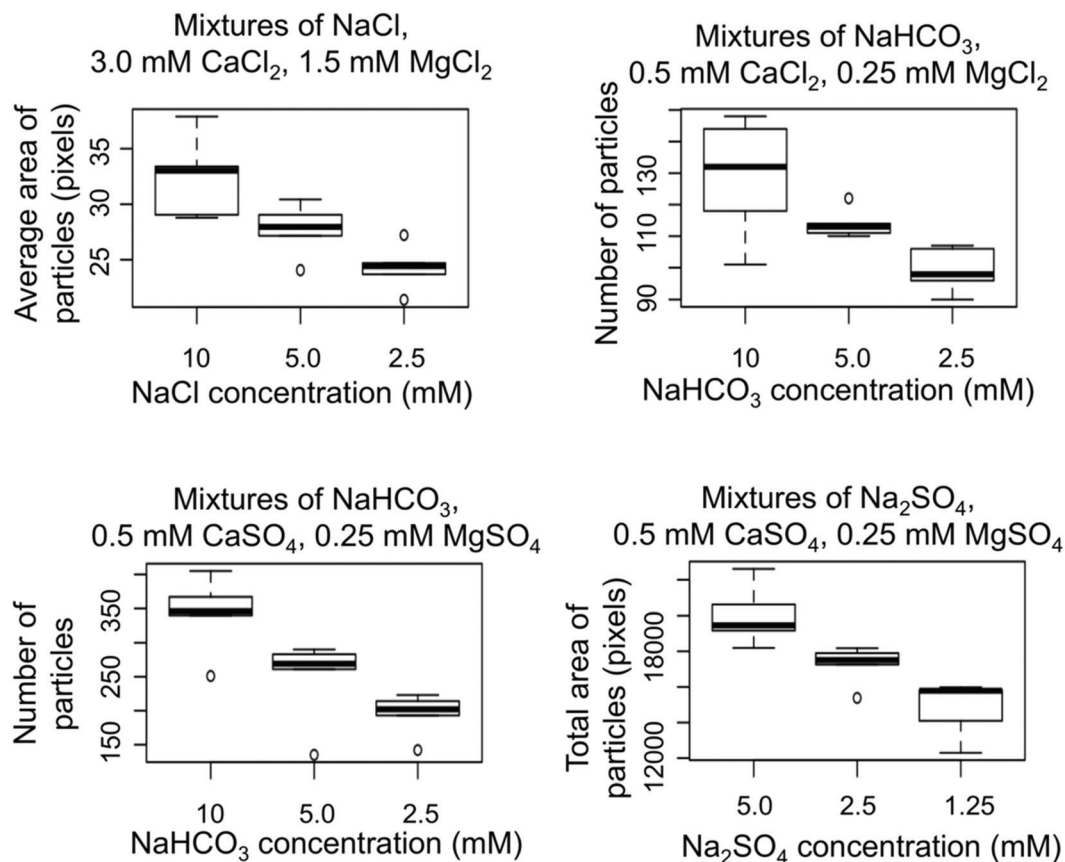 Mixtures of NaCl,
3.0 mM CaCl₂, 1.5 mM MgCl₂
Average area of
particles (pixels)
35
30
25
10 5.0 2.5
NaCl concentration (mM)
Mixtures of NaHCO₃,
0.5 mM CaCl₂, 0.25 mM MgCl₂
Number of particles
130
110
90
10 5.0 2.5
NaHCO₃ concentration (mM)
Mixtures of NaHCO₃,
0.5 mM CaSO₄, 0.25 mM MgSO₄
Number of
particles
350
250
150
10 5.0 2.5
NaHCO₃ concentration (mM)
Mixtures of Na₂SO₄,
0.5 mM CaSO₄, 0.25 mM MgSO₄
Total area of
particles (pixels)
18000
12000
5.0 2.5 1.25
Na₂SO₄ concentration (mM)